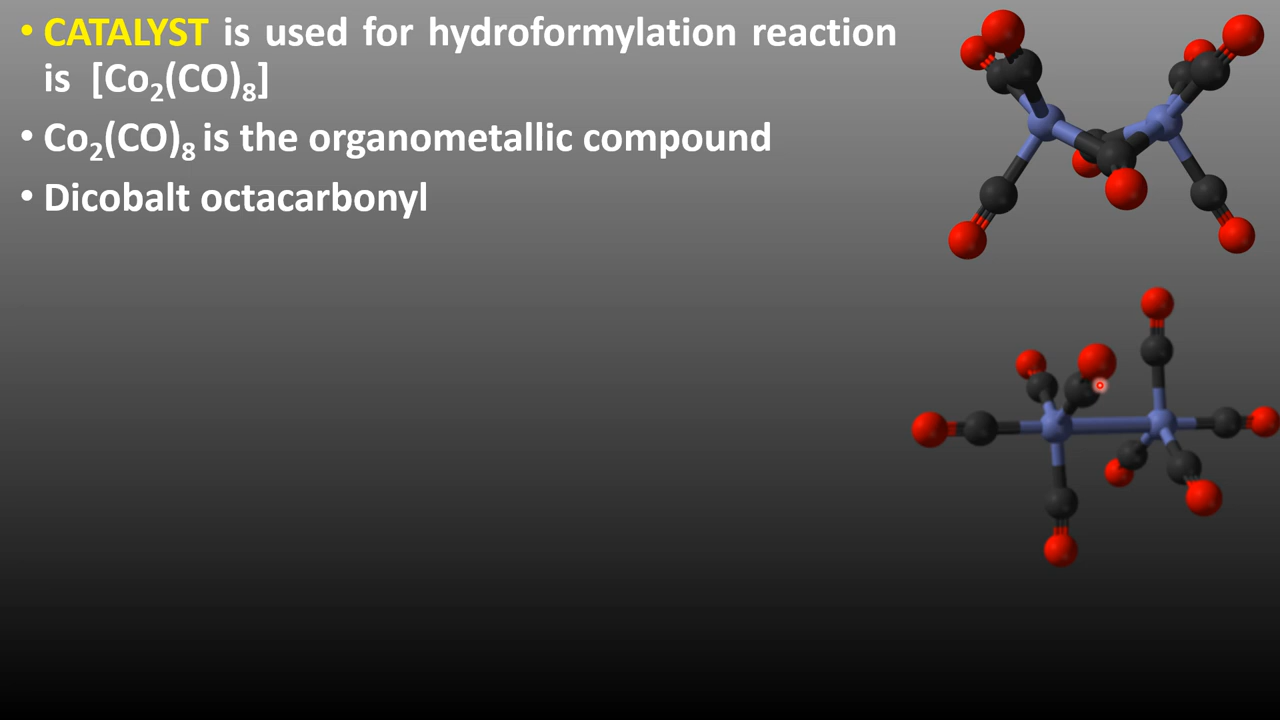 • CATALYST is used for hydroformylation reaction
is [Co₂(CO)₈]
• Co₂(CO)₈ is the organometallic compound
• Dicobalt octacarbonyl